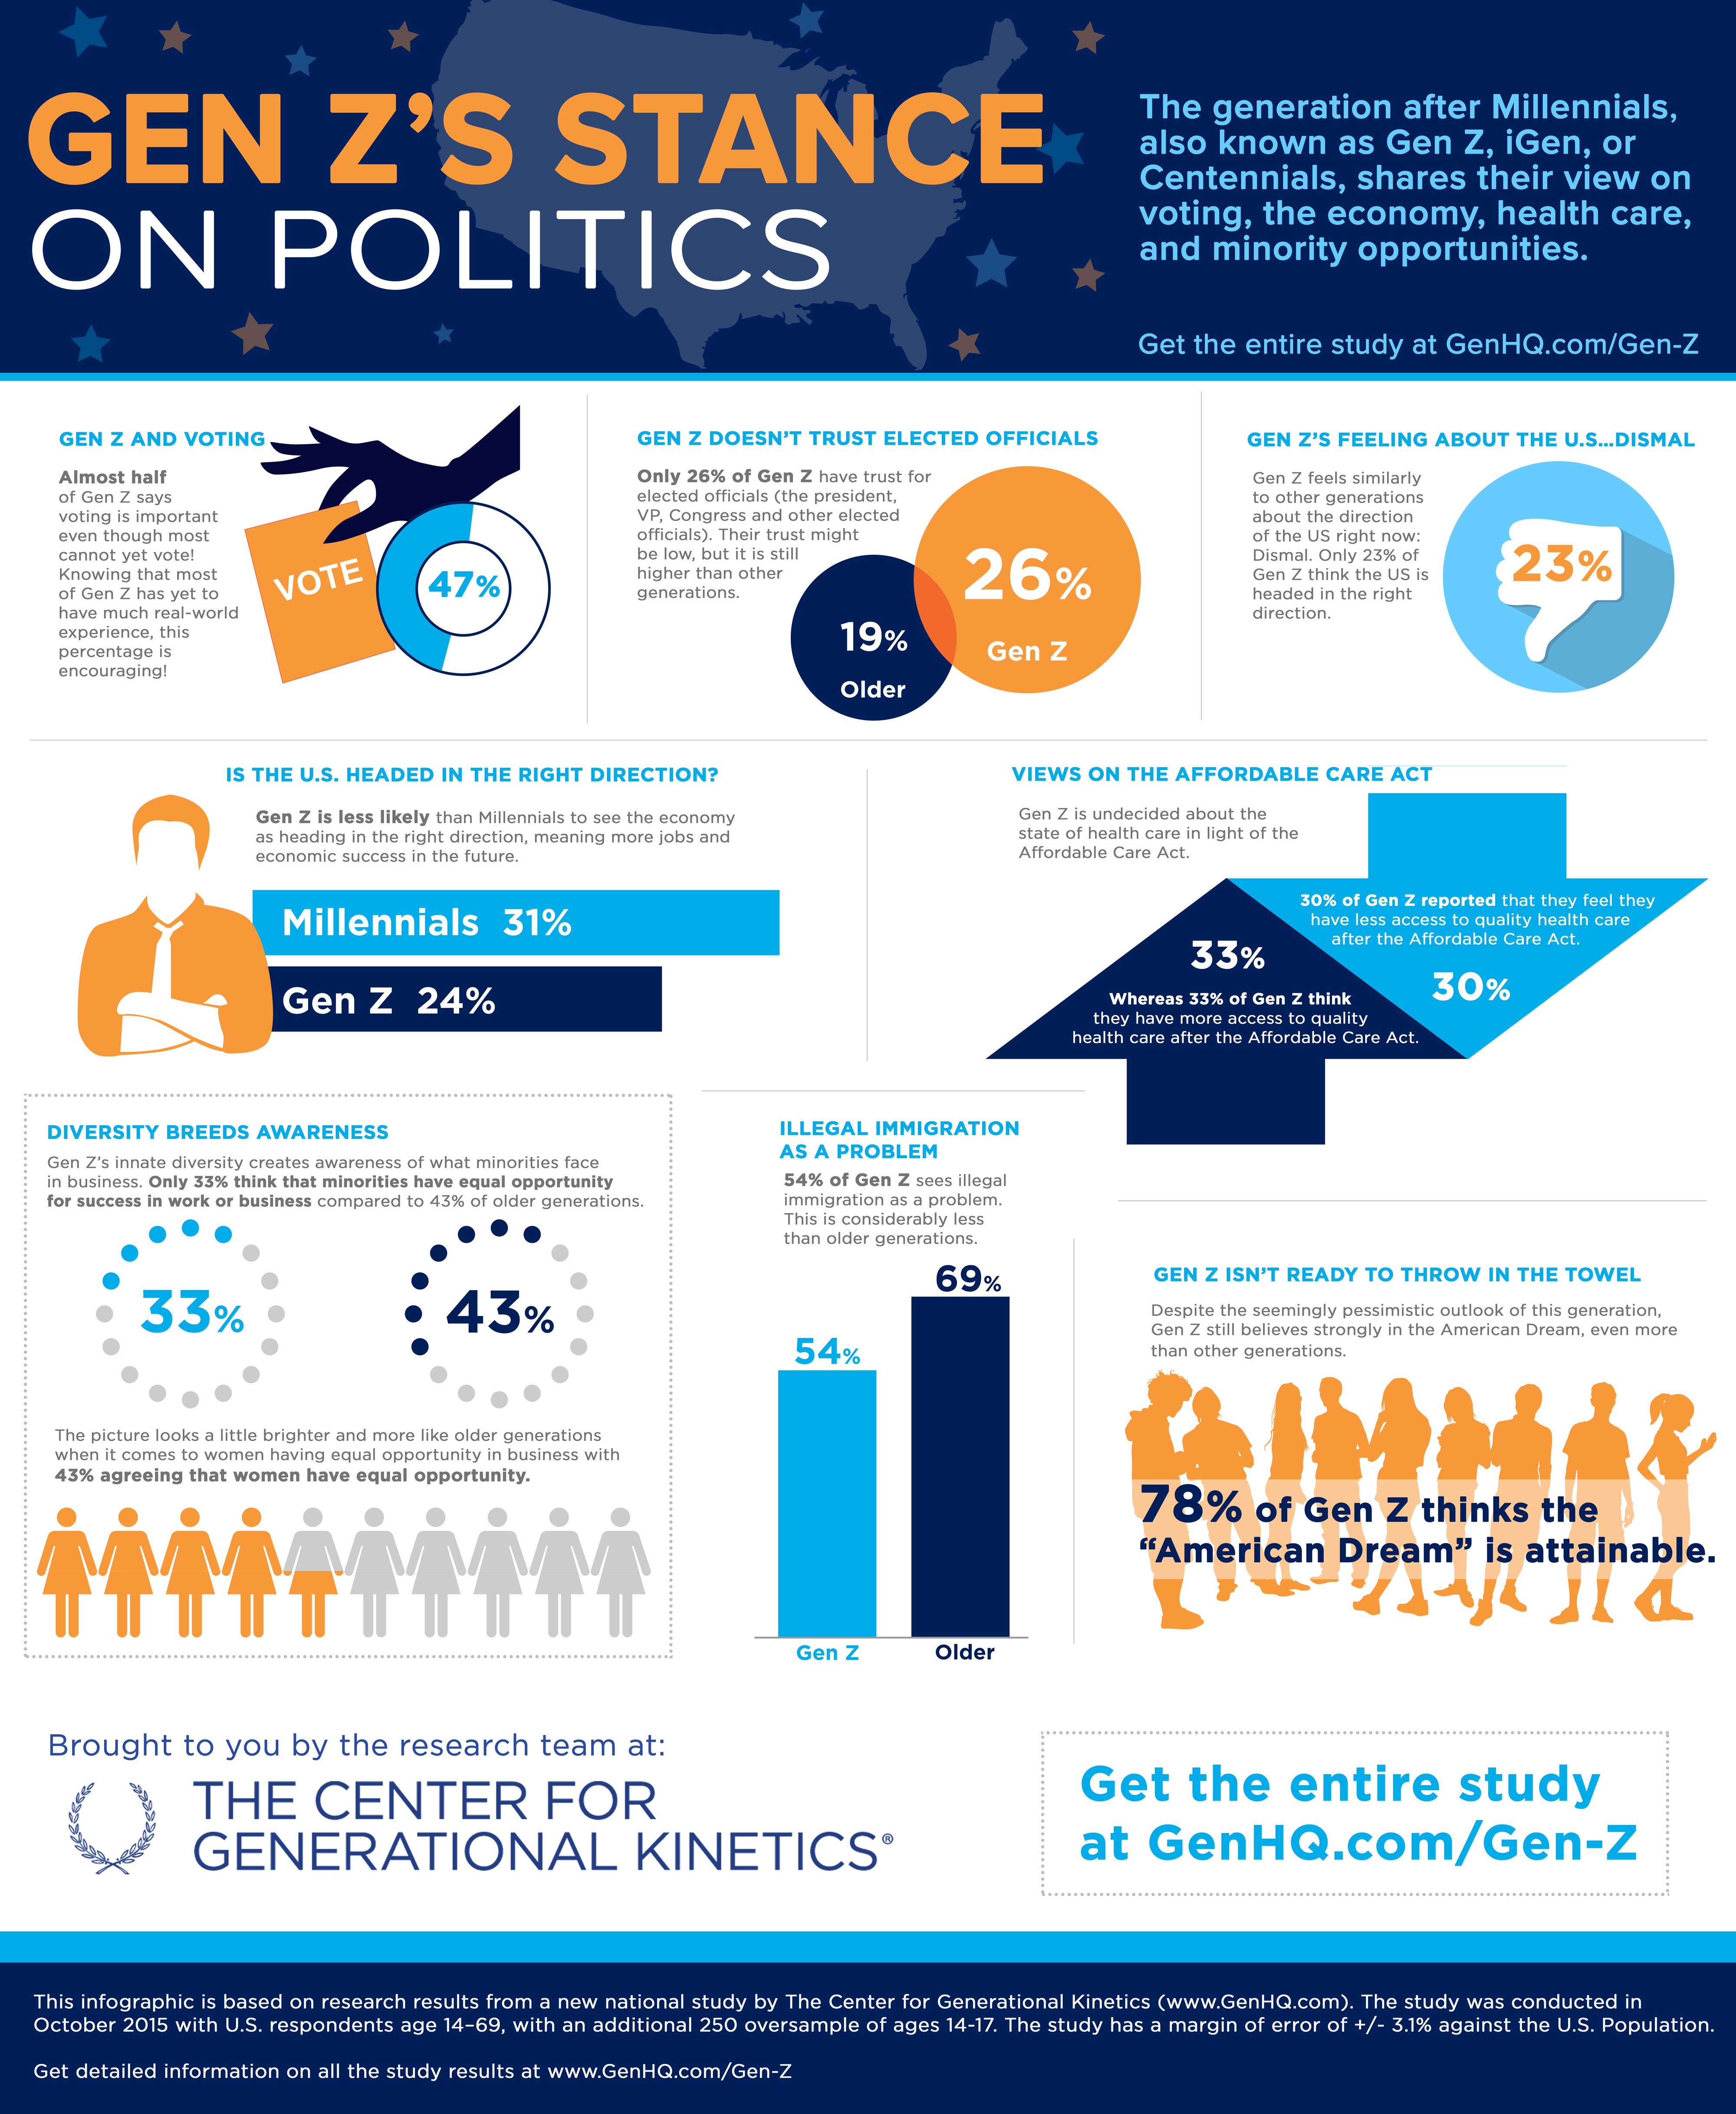 GEN Z'S STANCE
ON POLITICS
The generation after Millennials,
also known as Gen Z, iGen, or
Centennials, shares their view on
voting, the economy, health care,
and minority opportunities.
Get the entire study at GenHQ.com/Gen-Z
GEN Z AND VOTING
Almost half
of Gen Z says
voting is important
even though most
cannot yet vote!
Knowing that most
of Gen Z has yet to
have much real-world
experience, this
percentage is
encouraging!
VOTE
47%
GEN Z DOESN'T TRUST ELECTED OFFICIALS
Only 26% of Gen Z have trust for
elected officials (the president,
VP, Congress and other elected
officials). Their trust might
be low, but it is still
higher than other
generations.
19%
Older
26%
Gen Z
GEN Z'S FEELING ABOUT THE U.S...DISMAL
Gen Z feels similarly
to other generations
about the direction
of the US right now:
Dismal. Only 23% of
Gen Z think the US is
headed in the right
direction.
23%
IS THE U.S. HEADED IN THE RIGHT DIRECTION?
Gen Z is less likely than Millennials to see the economy
as heading in the right direction, meaning more jobs and
economic success in the future.
Millennials 31%
Gen Z 24%
VIEWS ON THE AFFORDABLE CARE ACT
Gen Z is undecided about the
state of health care in light of the
Affordable Care Act.
30% of Gen Z reported that they feel they
have less access to quality health care
after the Affordable Care Act.
30%
33%
Whereas 33% of Gen Z think
they have more access to quality
health care after the Affordable Care Act.
DIVERSITY BREEDS AWARENESS
Gen Z's innate diversity creates awareness of what minorities face
in business. Only 33% think that minorities have equal opportunity
for success in work or business compared to 43% of older generations.
33%
43%
The picture looks a little brighter and more like older generations
when it comes to women having equal opportunity in business with
43% agreeing that women have equal opportunity.
ILLEGAL IMMIGRATION
AS A PROBLEM
54% of Gen Z sees illegal
immigration as a problem.
This is considerably less
than older generations.
54%
69%
Gen Z
Older
GEN Z ISN'T READY TO THROW IN THE TOWEL
Despite the seemingly pessimistic outlook of this generation,
Gen Z still believes strongly in the American Dream, even more
than other generations.
78% of Gen Z thinks the
"American Dream" is attainable.
Brought to you by the research team at:
THE CENTER FOR
GENERATIONAL KINETICS®
Get the entire study
at GenHQ.com/Gen-Z
This infographic is based on research results from a new national study by The Center for Generational Kinetics (www.GenHQ.com). The study was conducted in
October 2015 with U.S. respondents age 14–69, with an additional 250 oversample of ages 14-17. The study has a margin of error of +/- 3.1% against the U.S. Population.
Get detailed information on all the study results at www.GenHQ.com/Gen-Z